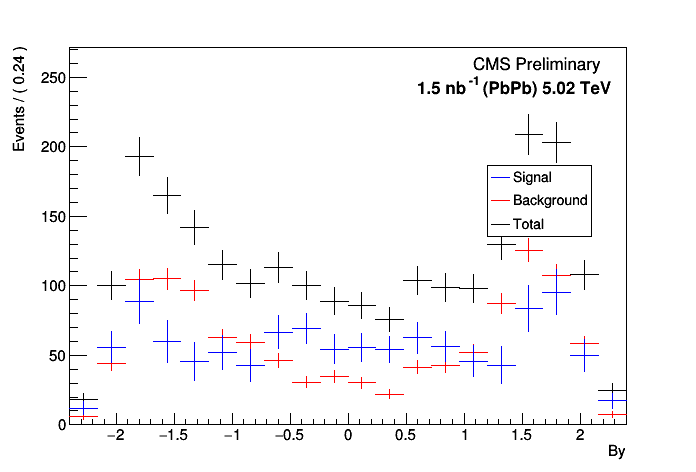 CMS Preliminary
1.5 nb⁻¹ (PbPb) 5.02 TeV
Events / ( 0.24 )
250
200
150
100
50
0
Signal
Background
Total
−2 −1.5 −1 −0.5 0 0.5 1 1.5 2
By